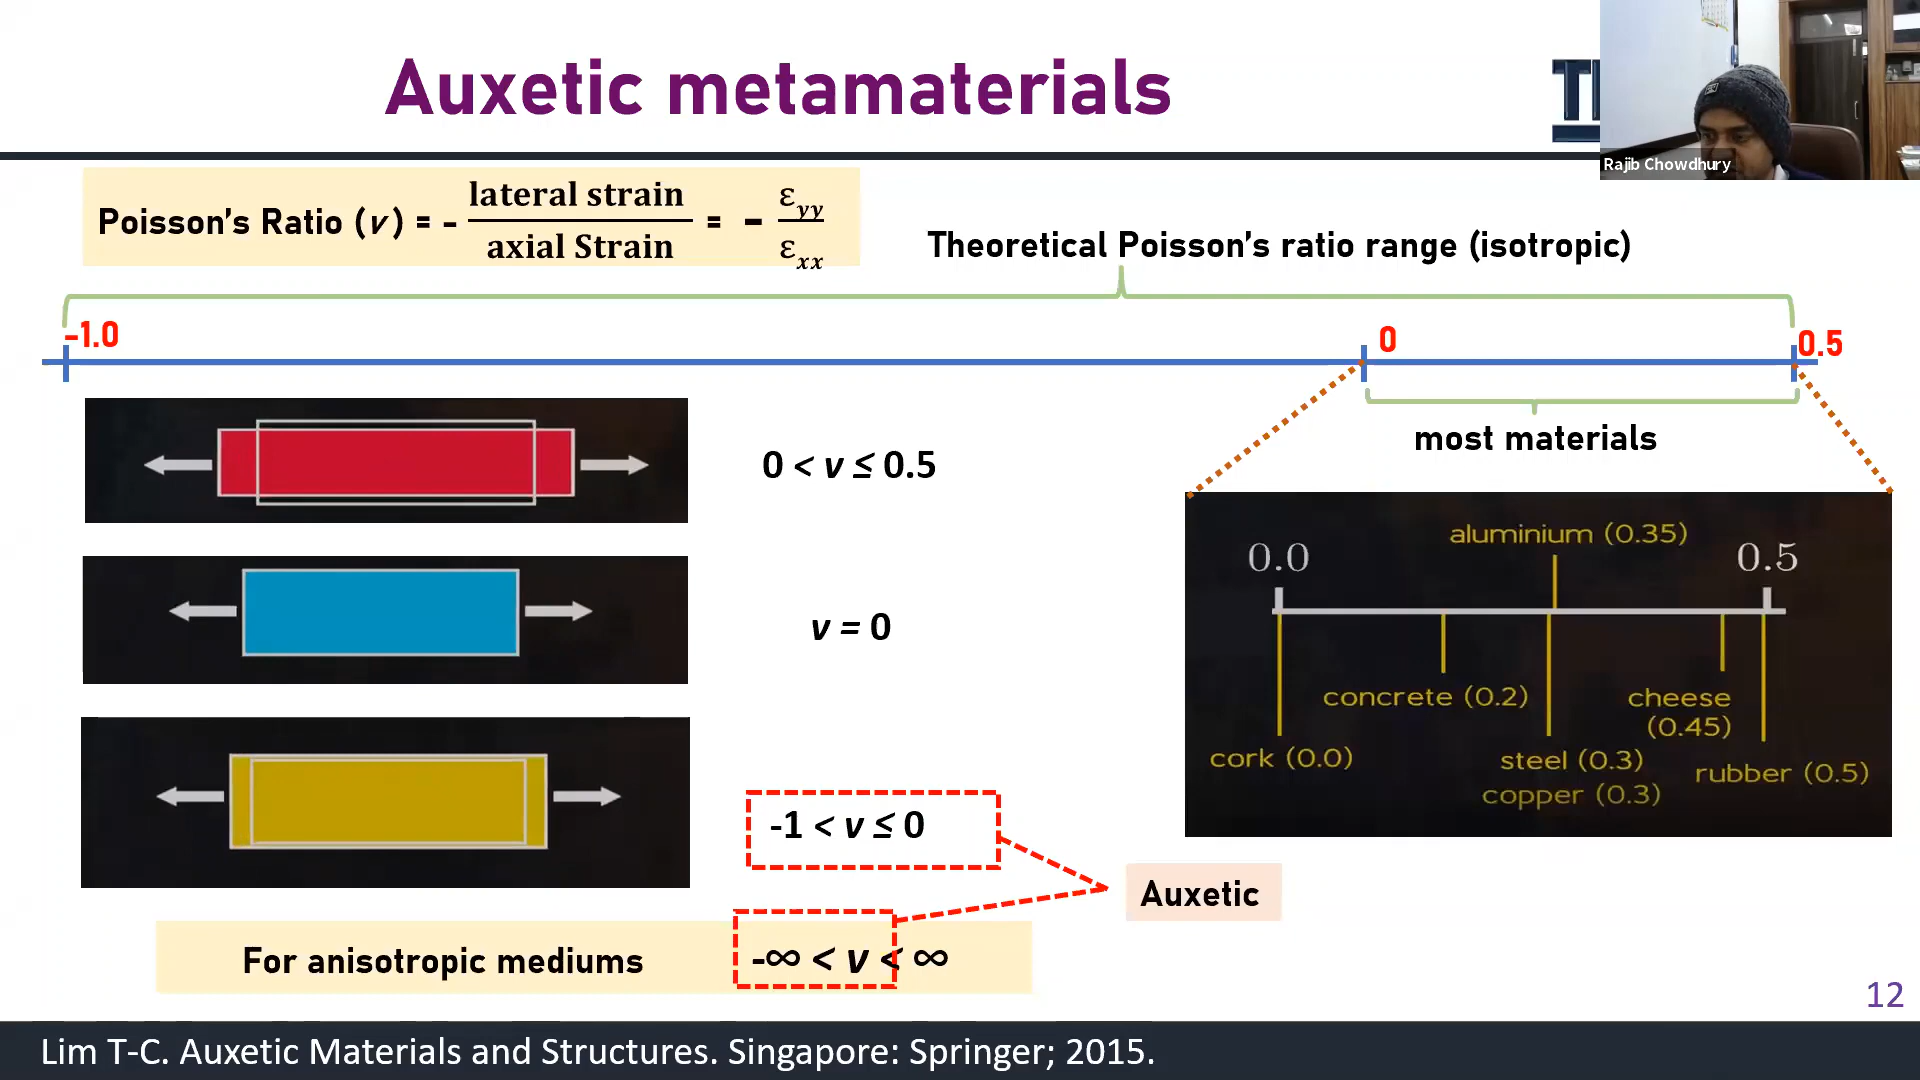 Auxetic metamaterials
Rajib Chowdhury
Poisson's Ratio (v) = - lateral strain / axial Strain = - εyy / εxx
Theoretical Poisson's ratio range (isotropic)
-1.0
0
0.5
most materials
0 < v ≤ 0.5
v = 0
-1 < v ≤ 0
aluminium (0.35)
0.0
0.5
concrete (0.2)
cheese
(0.45)
cork (0.0)
steel (0.3)
copper (0.3)
rubber (0.5)
Auxetic
For anisotropic mediums
-∞ < v < ∞
12
Lim T-C. Auxetic Materials and Structures. Singapore: Springer; 2015.